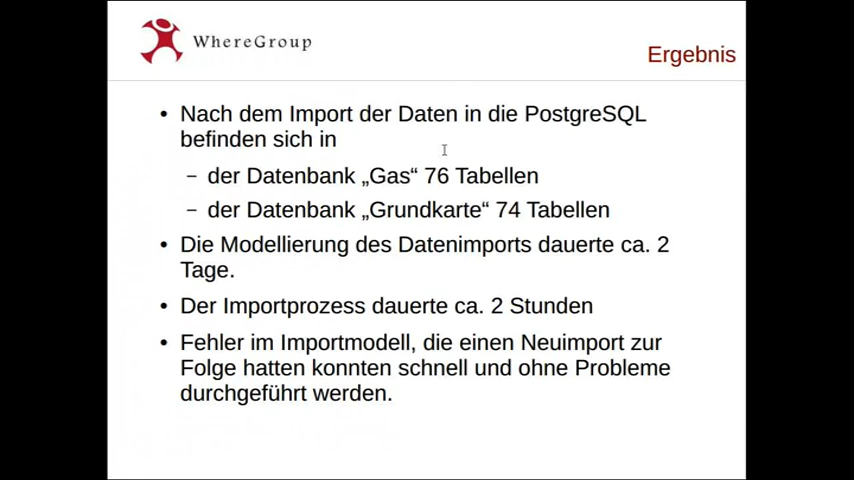 WhereGroup
Ergebnis
• Nach dem Import der Daten in die PostgreSQL
befinden sich in
– der Datenbank „Gas“ 76 Tabellen
– der Datenbank „Grundkarte“ 74 Tabellen
• Die Modellierung des Datenimports dauerte ca. 2
Tage.
• Der Importprozess dauerte ca. 2 Stunden
• Fehler im Importmodell, die einen Neuimport zur
Folge hatten konnten schnell und ohne Probleme
durchgeführt werden.